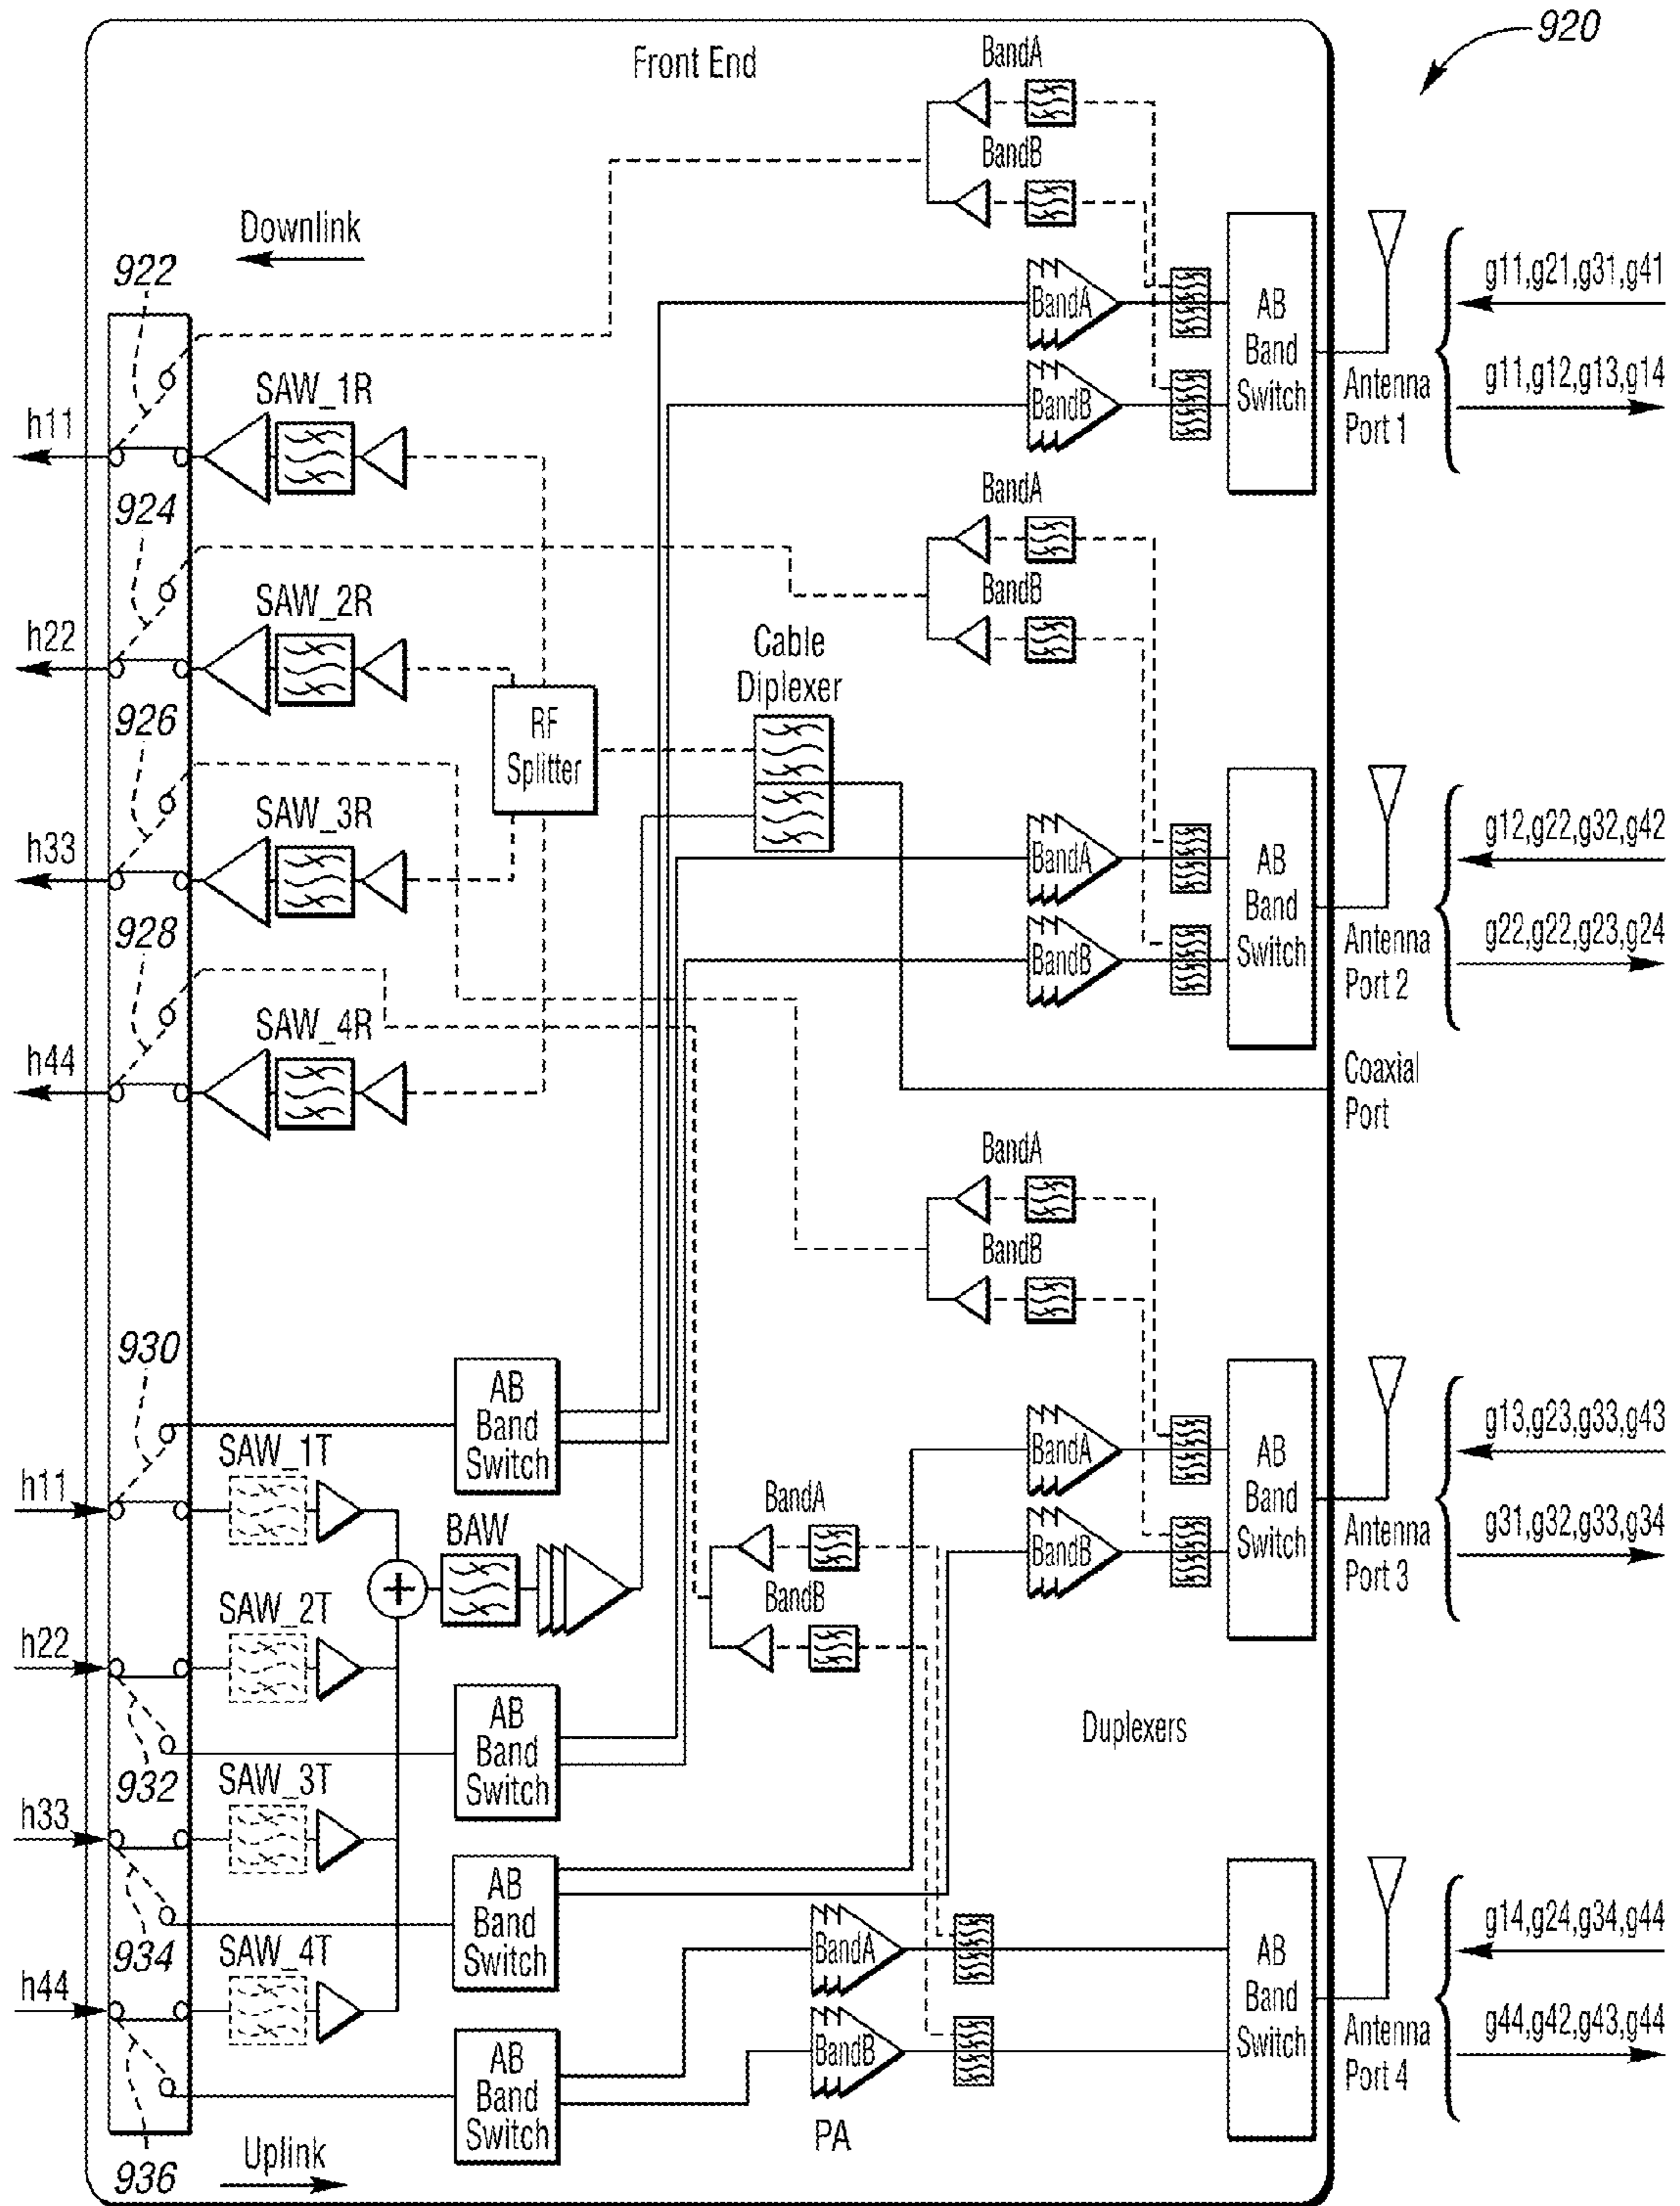 920
Front End
BandA
BandB
Downlink
922
AB
Band
Switch
BandA
BandB
Antenna
Port 1
g11,g21,g31,g41
g11,g12,g13,g14
SAW_1R
h11
924
BandA
BandB
SAW_2R
h22
Cable
Diplexer
926
RF
Splitter
SAW_3R
h33
BandA
BandB
AB
Band
Switch
Antenna
Port 2
g12,g22,g32,g42
g22,g22,g23,g24
928
SAW_4R
h44
Coaxial
Port
BandA
BandB
930
AB
Band
Switch
BandA
BandB
AB
Band
Switch
Antenna
Port 3
g13,g23,g33,g43
g31,g32,g33,g34
SAW_1T
h11
BAW
BandA
BandB
SAW_2T
h22
AB
Band
Switch
Duplexers
932
SAW_3T
h33
AB
Band
Switch
934
SAW_4T
h44
BandA
BandB
AB
Band
Switch
Antenna
Port 4
g14,g24,g34,g44
g44,g42,g43,g44
AB
Band
Switch
PA
Uplink
936